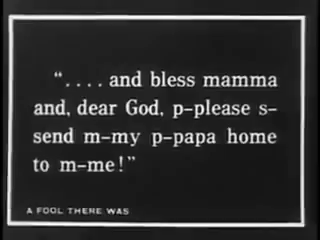 ". . . . and bless mamma
and, dear God, p-please s-
send m-my p-papa home
to m-me!"
A FOOL THERE WAS